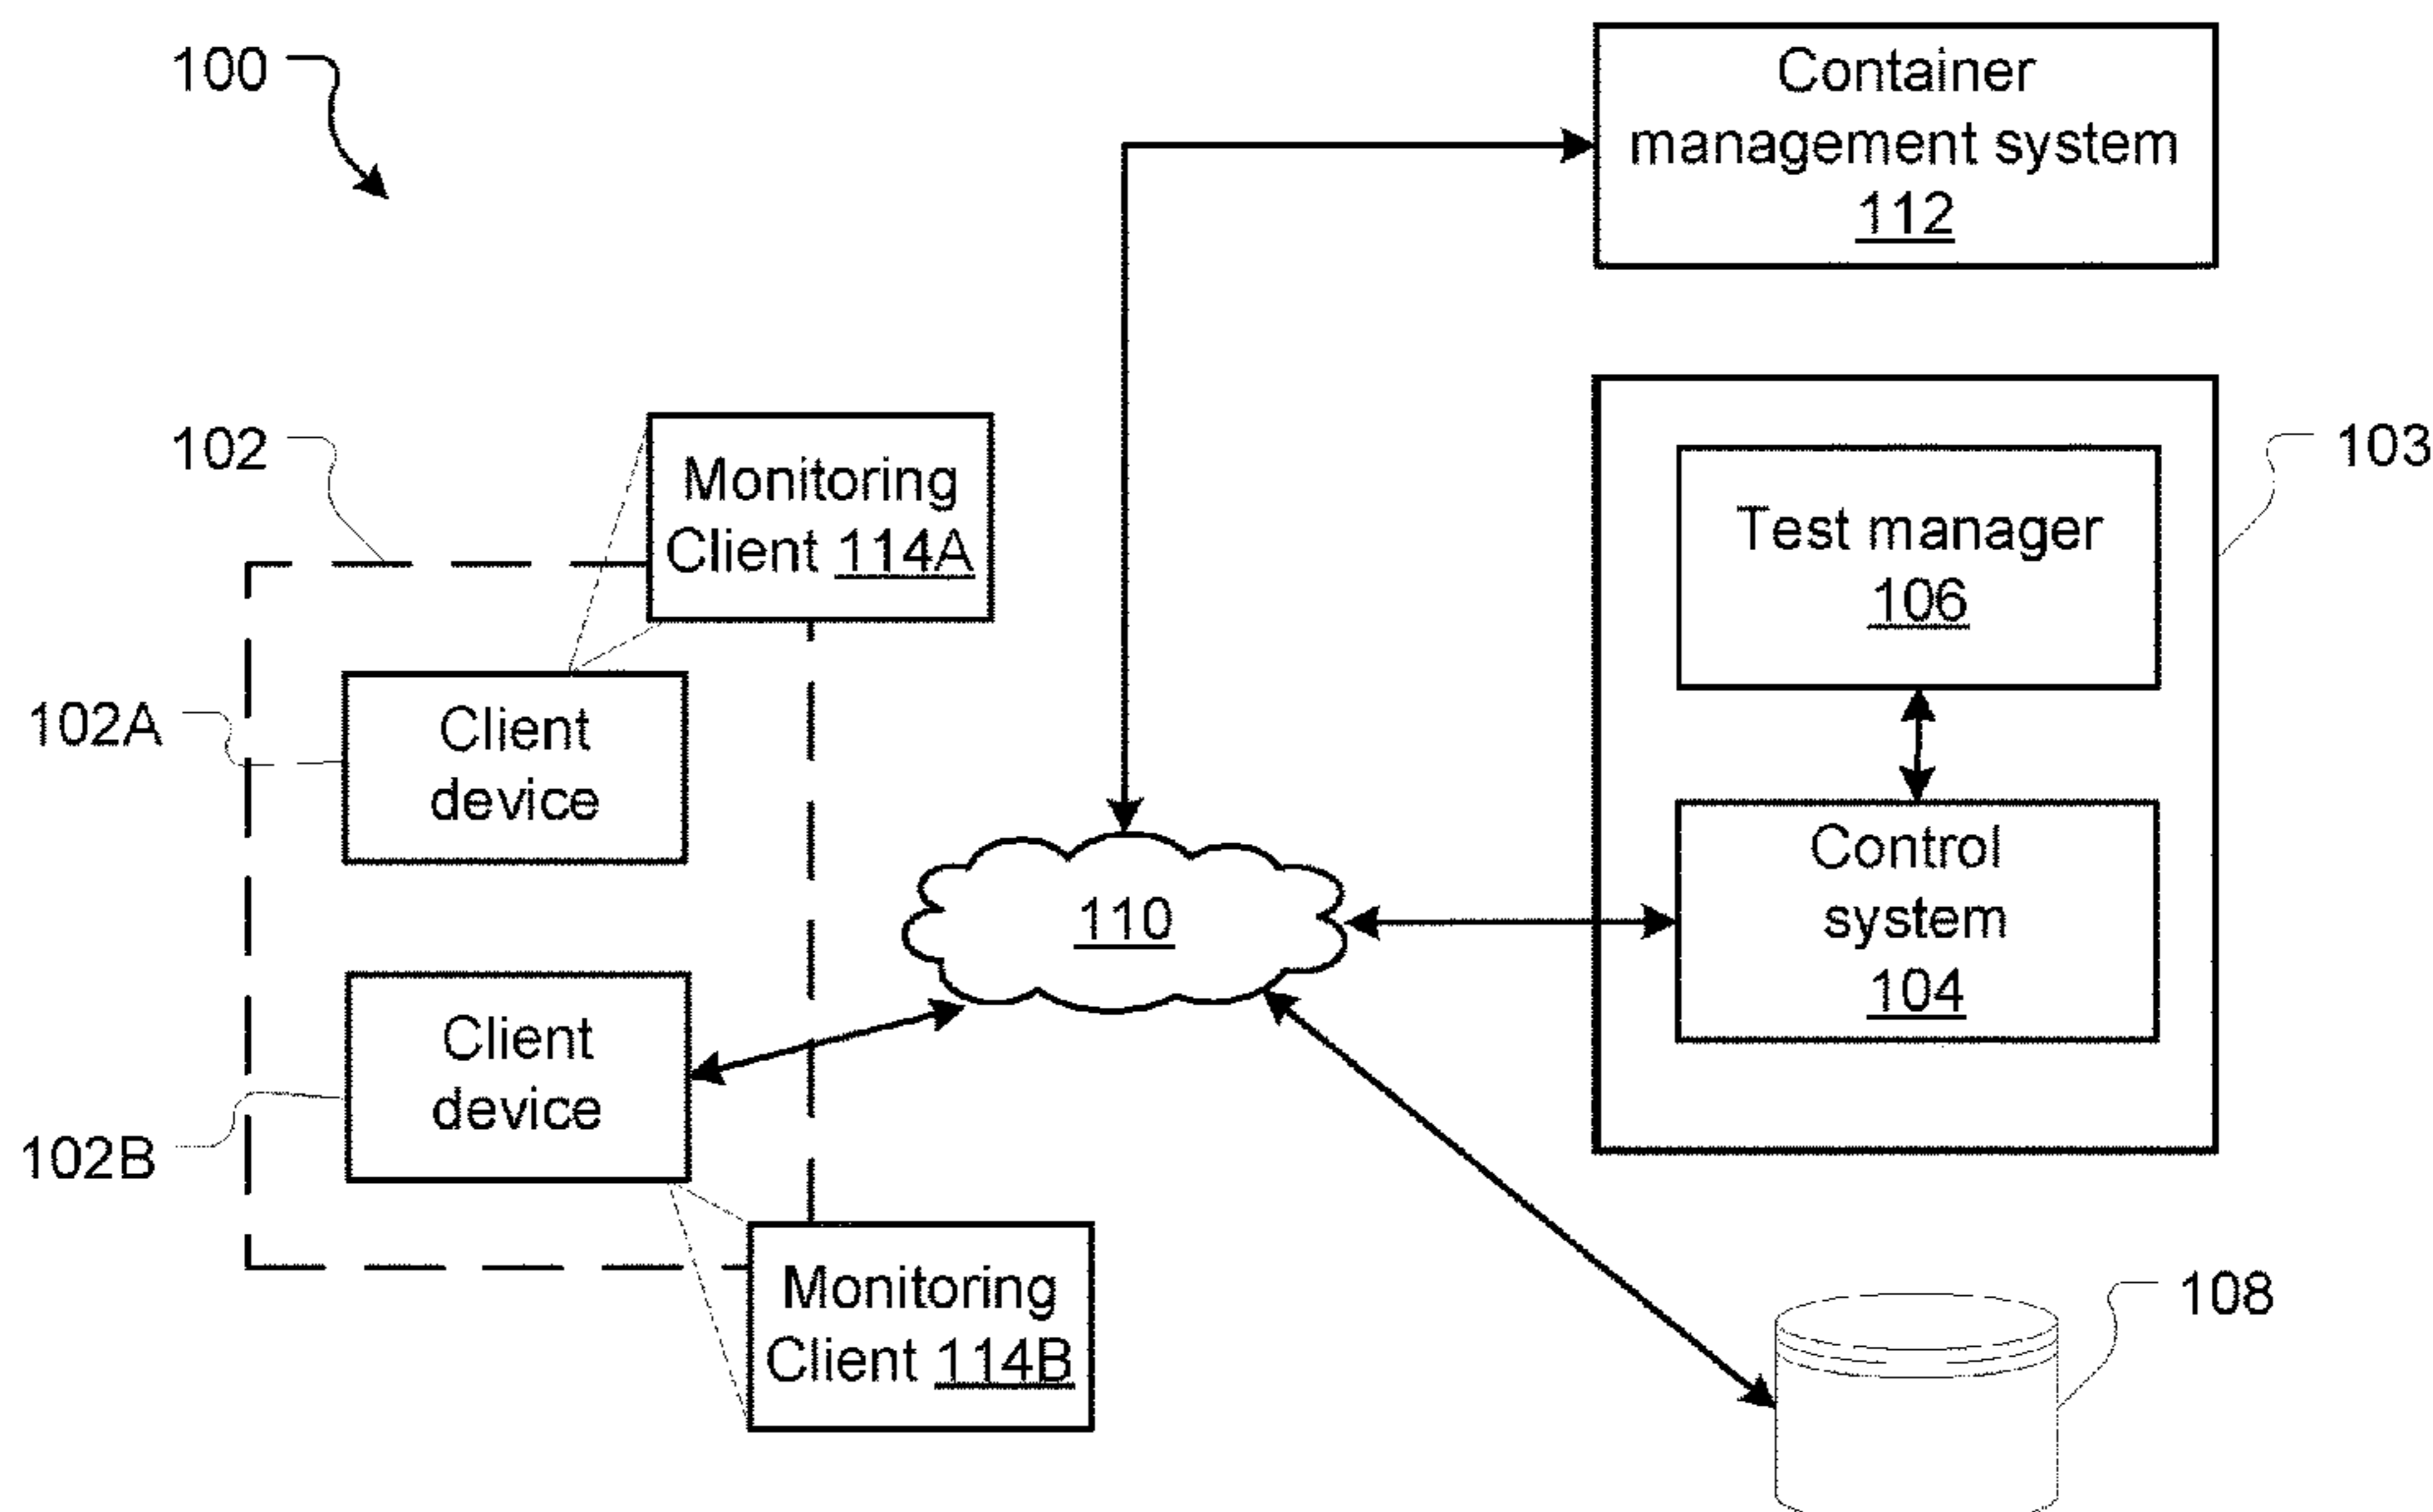 100
Container
management system
112
102
Monitoring
Client 114A
103
Test manager
106
102A
Client
device
Control
system
104
110
Client
device
102B
Monitoring
Client 114B
108